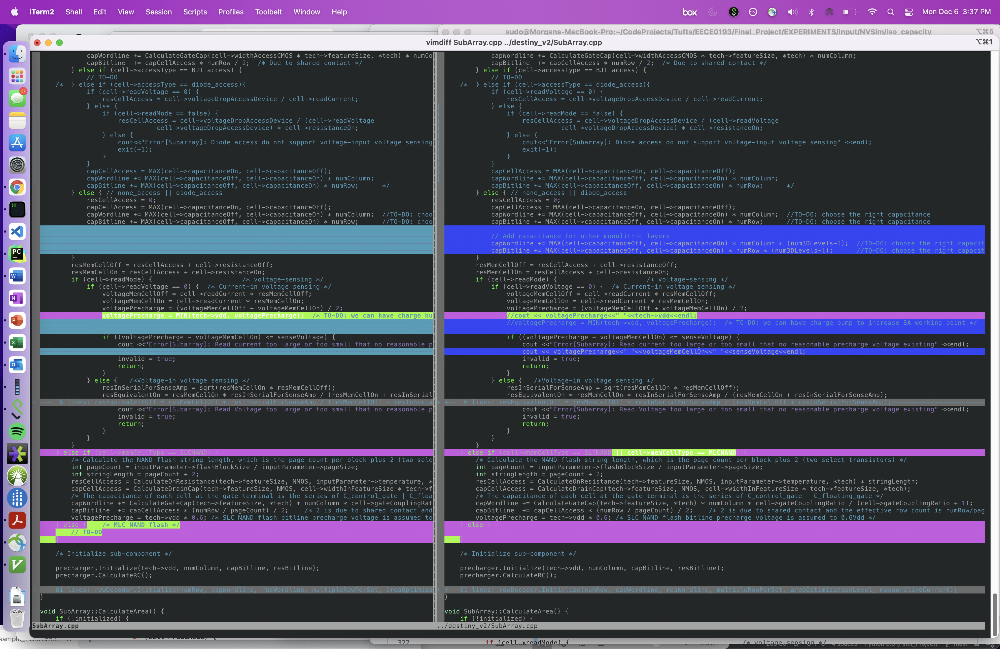 iTerm2 Shell Edit View Session Scripts Profiles Toolbelt Window Help box Mon Dec 6 3:37 PM
sudo@Morgans-MacBook-Pro:~/CodeProjects/Tufts/EECE0193/Final_Project/EXPERIMENTS/Input/NVSim/iso_capacity ⌥⌘5
vimdiff SubArray.cpp ../destiny_v2/SubArray.cpp ⌥⌘1
37
capWordline += CalculateGateCap(cell->widthAccessCMOS * tech->featureSize, *tech) * numCo
capBitline  += capCellAccess * numRow / 2;  /* Due to shared contact */
} else if (cell->accessType == BJT_access) {
// TO-DO
/*  } else if (cell->accessType == diode_access){
if (cell->readVoltage == 0) {
resCellAccess = cell->voltageDropAccessDevice / cell->readCurrent;
} else {
if (cell->readMode == false) {
resCellAccess = cell->voltageDropAccessDevice / (cell->readVoltage
- cell->voltageDropAccessDevice) * cell->resistanceOn;
} else {
cout<<"Error[Subarray]: Diode access do not support voltage-input voltage sensing
exit(-1);
}
}
capCellAccess = MAX(cell->capacitanceOn, cell->capacitanceOff);
capWordline += MAX(cell->capacitanceOff, cell->capacitanceOn) * numColumn;
capBitline += MAX(cell->capacitanceOff, cell->capacitanceOn) * numRow;      */
} else { // none_access || diode_access
resCellAccess = 0;
capCellAccess = MAX(cell->capacitanceOn, cell->capacitanceOff);
capWordline += MAX(cell->capacitanceOff, cell->capacitanceOn) * numColumn;  //TO-DO: choo
capBitline += MAX(cell->capacitanceOff, cell->capacitanceOn) * numRow;      //TO-DO: choo
}
resMemCellOff = resCellAccess + cell->resistanceOff;
resMemCellOn = resCellAccess + cell->resistanceOn;
if (cell->readMode) {                       /* voltage-sensing */
if (cell->readVoltage == 0) {  /* Current-in voltage sensing */
voltageMemCellOff = cell->readCurrent * resMemCellOff;
voltageMemCellOn = cell->readCurrent * resMemCellOn;
voltagePrecharge = (voltageMemCellOff + voltageMemCellOn) / 2;
voltagePrecharge = MIN(tech->vdd, voltagePrecharge);  /* TO-DO: we can have charge bu
if ((voltagePrecharge - voltageMemCellOn) <= senseVoltage) {
cout <<"Error[Subarray]: Read current too large or too small that no reasonable p
invalid = true;
return;
}
} else {   /*Voltage-in voltage sensing */
resInSerialForSenseAmp = sqrt(resMemCellOn * resMemCellOff);
resEquivalentOn = resMemCellOn * resInSerialForSenseAmp / (resMemCellOn + resInSerial
+ +--  6 lines: resEquivalentOff = resMemCellOff * resInSerialForSenseAmp / (resMemCellOff + resInSeria
cout <<"Error[Subarray]: Read Voltage too large or too small that no reasonable p
invalid = true;
return;
}
}
}
} else if (cell->memCellType == SLCNAND) {
/* Calculate the NAND flash string length, which is the page count per block plus 2 (two sele
int pageCount = inputParameter->flashBlockSize / inputParameter->pageSize;
int stringLength = pageCount + 2;
resCellAccess = CalculateOnResistance(tech->featureSize, NMOS, inputParameter->temperature, *
capCellAccess = CalculateDrainCap(tech->featureSize, NMOS, cell->widthInFeatureSize * tech->f
/* The capacitance of each cell at the gate terminal is the series of C_control_gate | C_floa
capWordline += CalculateGateCap(tech->featureSize, *tech) * numColumn * cell->gateCouplingRat
capBitline  += capCellAccess * (numRow / pageCount) / 2;    /* 2 is due to shared contact and
voltagePrecharge = tech->vdd * 0.6; /* SLC NAND flash bitline precharge voltage is assumed to
} else {    /* MLC NAND flash */
// TO-DO
}
/* Initialize sub-component */
precharger.Initialize(tech->vdd, numColumn, capBitline, resBitline);
precharger.CalculateRC();
+ +-- 61 lines: rowDecoder.Initialize(numRow, capWordline, resWordline, multipleRowPerSet, areaOptimiza
}
void SubArray::CalculateArea() {
if (!initialized) {
SubArray.cpp
capWordline += CalculateGateCap(cell->widthAccessCMOS * tech->featureSize, *tech) * numColumn;
capBitline  += capCellAccess * numRow / 2;  /* Due to shared contact */
} else if (cell->accessType == BJT_access) {
// TO-DO
/*  } else if (cell->accessType == diode_access){
if (cell->readVoltage == 0) {
resCellAccess = cell->voltageDropAccessDevice / cell->readCurrent;
} else {
if (cell->readMode == false) {
resCellAccess = cell->voltageDropAccessDevice / (cell->readVoltage
- cell->voltageDropAccessDevice) * cell->resistanceOn;
} else {
cout<<"Error[Subarray]: Diode access do not support voltage-input voltage sensing" <<endl;
exit(-1);
}
}
capCellAccess = MAX(cell->capacitanceOn, cell->capacitanceOff);
capWordline += MAX(cell->capacitanceOff, cell->capacitanceOn) * numColumn;
capBitline += MAX(cell->capacitanceOff, cell->capacitanceOn) * numRow;      */
} else { // none_access || diode_access
resCellAccess = 0;
capCellAccess = MAX(cell->capacitanceOn, cell->capacitanceOff);
capWordline += MAX(cell->capacitanceOff, cell->capacitanceOn) * numColumn;  //TO-DO: choose the right capacitance
capBitline += MAX(cell->capacitanceOff, cell->capacitanceOn) * numRow;      //TO-DO: choose the right capacitance
// Add capacitance for other monolithic layers
capWordline += MAX(cell->capacitanceOff, cell->capacitanceOn) * numColumn * (num3DLevels-1);  //TO-DO: choose the right capacit
capBitline += MAX(cell->capacitanceOff, cell->capacitanceOn) * numRow * (num3DLevels-1);      //TO-DO: choose the right capacit
}
resMemCellOff = resCellAccess + cell->resistanceOff;
resMemCellOn = resCellAccess + cell->resistanceOn;
if (cell->readMode) {                       /* voltage-sensing */
if (cell->readVoltage == 0) {  /* Current-in voltage sensing */
voltageMemCellOff = cell->readCurrent * resMemCellOff;
voltageMemCellOn = cell->readCurrent * resMemCellOn;
voltagePrecharge = (voltageMemCellOff + voltageMemCellOn) / 2;
//cout << voltagePrecharge<<" "<<tech->vdd<<endl;
//voltagePrecharge = MIN(tech->vdd, voltagePrecharge);  /* TO-DO: we can have charge bump to increase SA working point */
if ((voltagePrecharge - voltageMemCellOn) <= senseVoltage) {
cout <<"Error[Subarray]: Read current too large or too small that no reasonable precharge voltage existing" <<endl;
cout << voltagePrecharge<<" "<<voltageMemCellOn<<" "<<senseVoltage<<endl;
invalid = true;
return;
}
} else {   /*Voltage-in voltage sensing */
resInSerialForSenseAmp = sqrt(resMemCellOn * resMemCellOff);
resEquivalentOn = resMemCellOn * resInSerialForSenseAmp / (resMemCellOn + resInSerialForSenseAmp);
+ +--  6 lines: resEquivalentOff = resMemCellOff * resInSerialForSenseAmp / (resMemCellOff + resInSerialForSenseAmp);
cout <<"Error[Subarray]: Read Voltage too large or too small that no reasonable precharge voltage existing" <<endl;
invalid = true;
return;
}
}
}
} else if (cell->memCellType == SLCNAND || cell->memCellType == MLCNAND) {
/* Calculate the NAND flash string length, which is the page count per block plus 2 (two select transistors) */
int pageCount = inputParameter->flashBlockSize / inputParameter->pageSize;
int stringLength = pageCount + 2;
resCellAccess = CalculateOnResistance(tech->featureSize, NMOS, inputParameter->temperature, *tech) * stringLength;
capCellAccess = CalculateDrainCap(tech->featureSize, NMOS, cell->widthInFeatureSize * tech->featureSize, *tech);
/* The capacitance of each cell at the gate terminal is the series of C_control_gate | C_floating_gate */
capWordline += CalculateGateCap(tech->featureSize, *tech) * numColumn * cell->gateCouplingRatio / (cell->gateCouplingRatio + 1);
capBitline  += capCellAccess * (numRow / pageCount) / 2;    /* 2 is due to shared contact and the effective row count is numRow/pag
voltagePrecharge = tech->vdd * 0.6; /* SLC NAND flash bitline precharge voltage is assumed to 0.6Vdd */
} else {
}
/* Initialize sub-component */
precharger.Initialize(tech->vdd, numColumn, capBitline, resBitline);
precharger.CalculateRC();
+ +-- 61 lines: rowDecoder.Initialize(numRow, capWordline, resWordline, multipleRowPerSet, areaOptimizationLevel, maxWordlineCurrent);
}
void SubArray::CalculateArea() {
if (!initialized) {
../destiny_v2/SubArray.cpp
327 if (cell->readMode) { /* voltage-sensing */